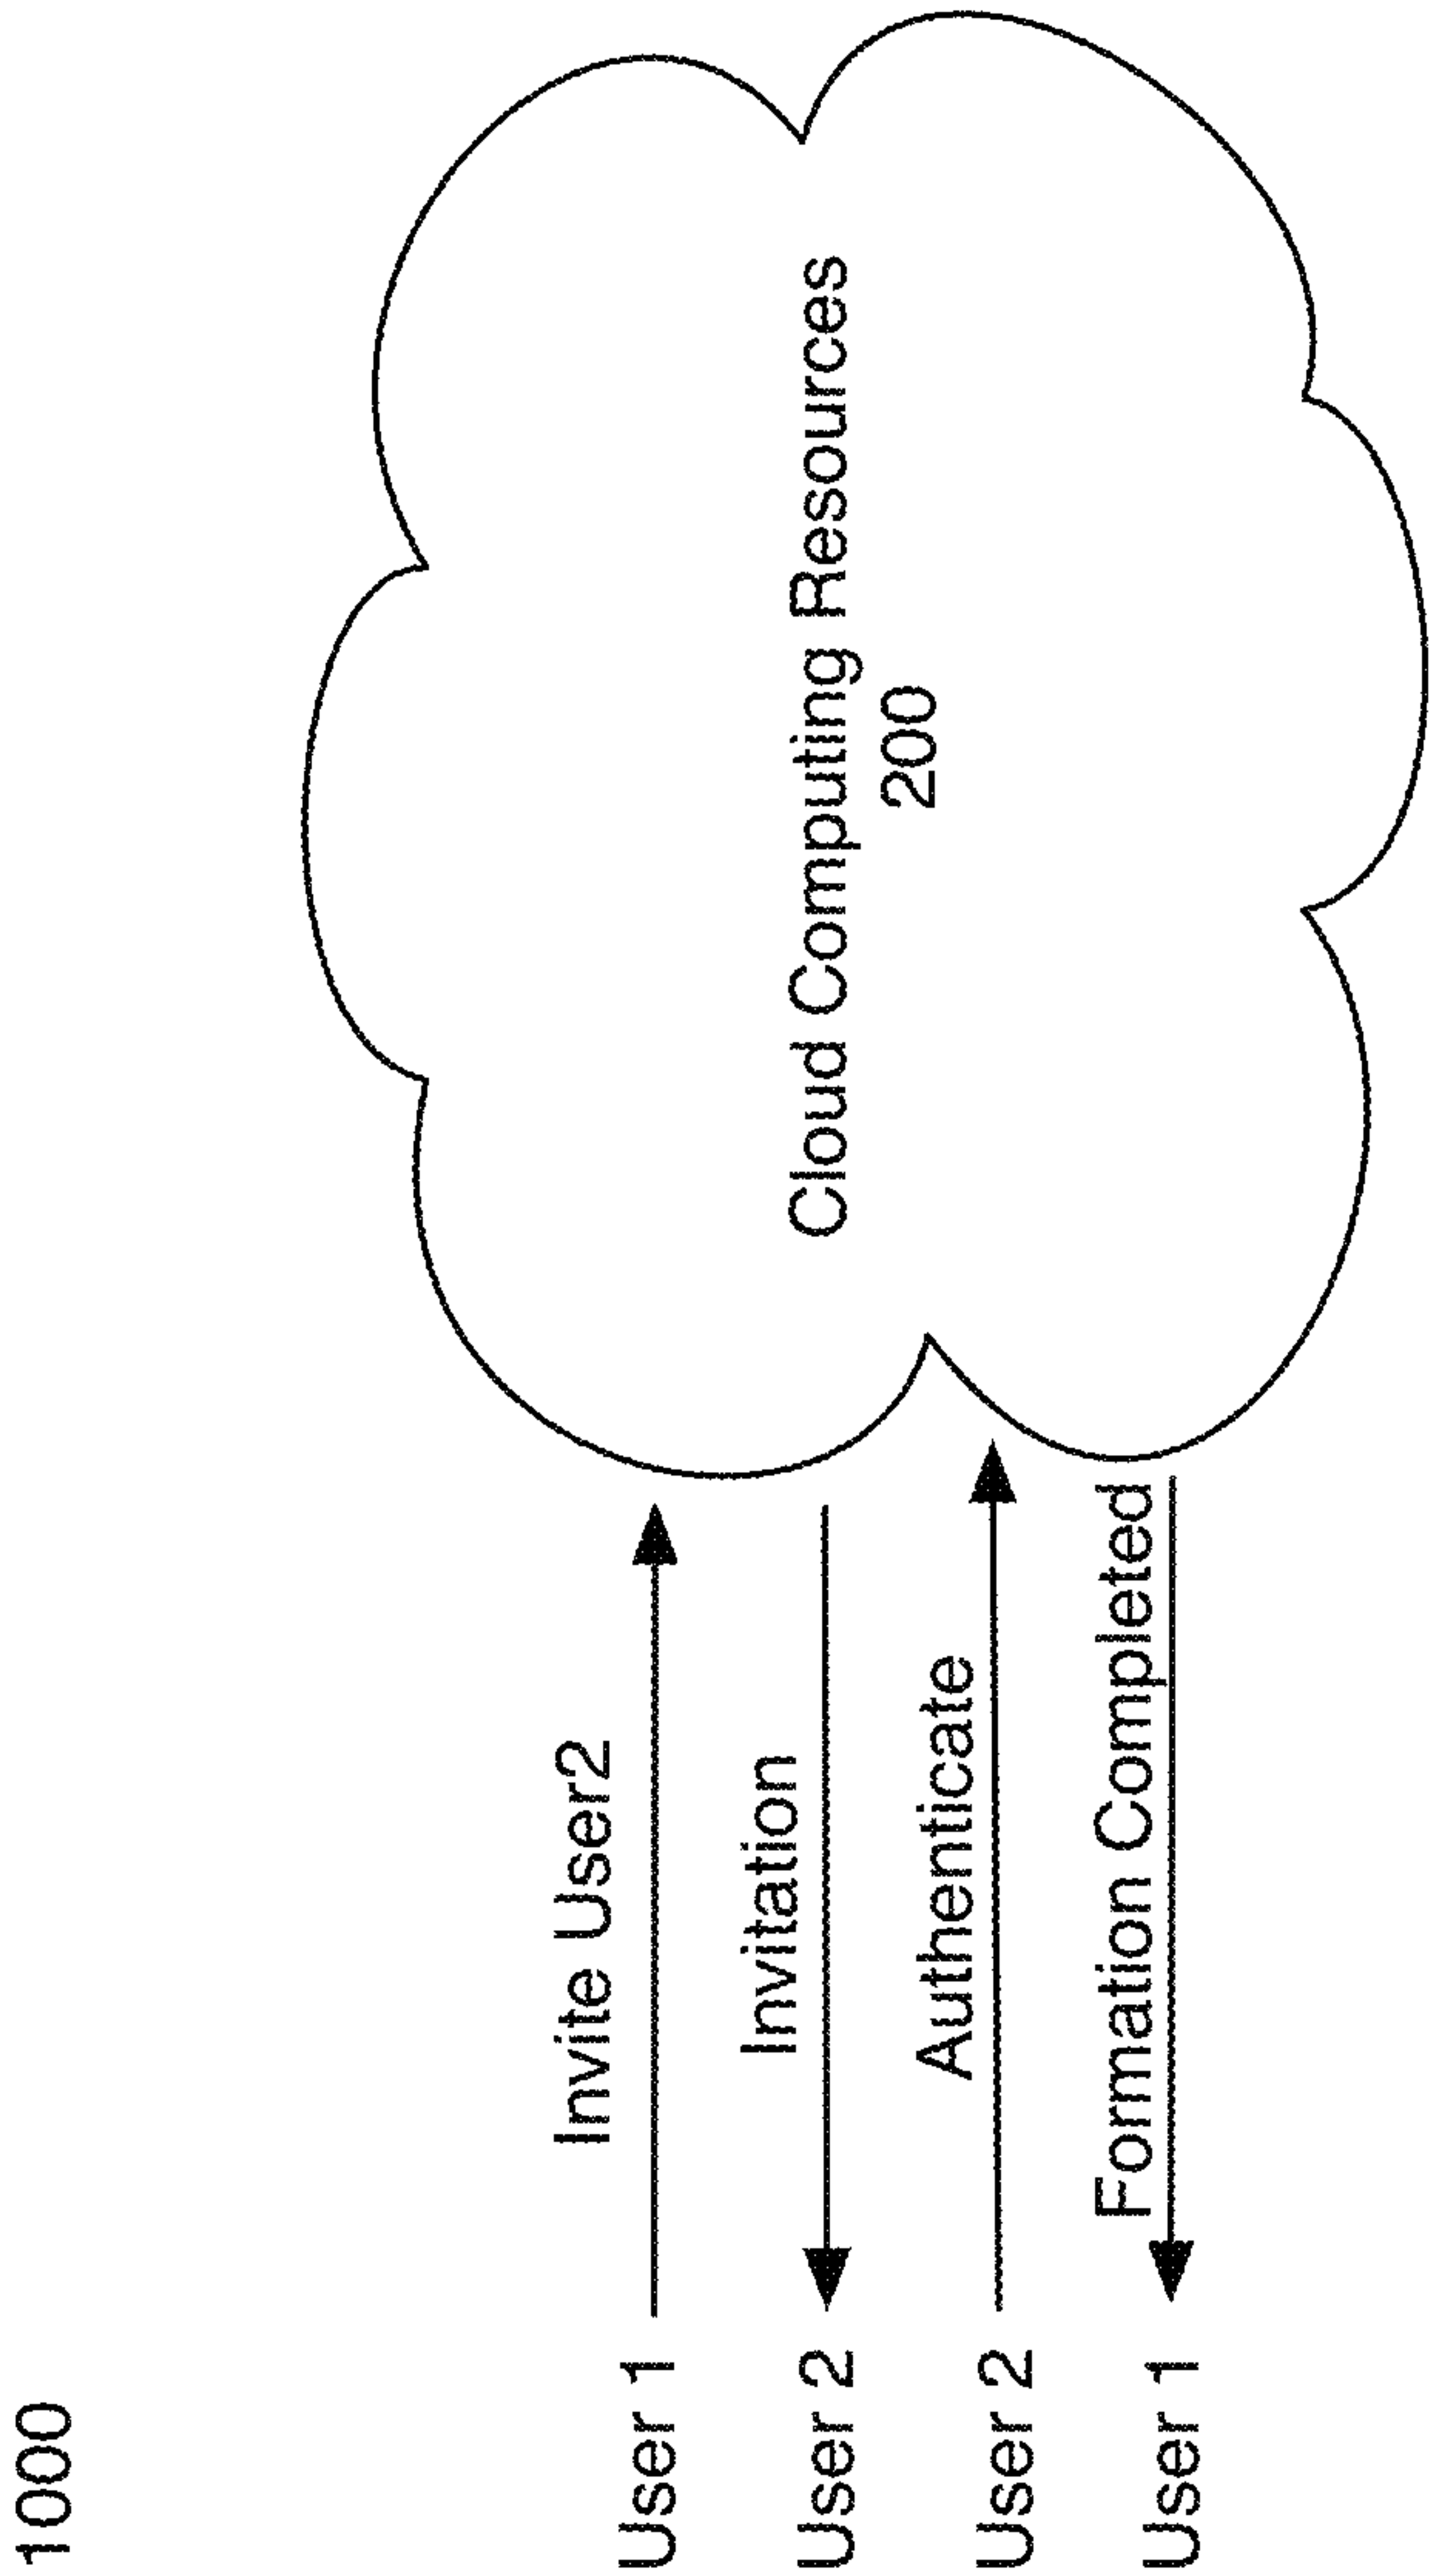 1000
User 1
Invite User2
User 2
Invitation
User 2
Authenticate
User 1
Formation Completed
Cloud Computing Resources
200